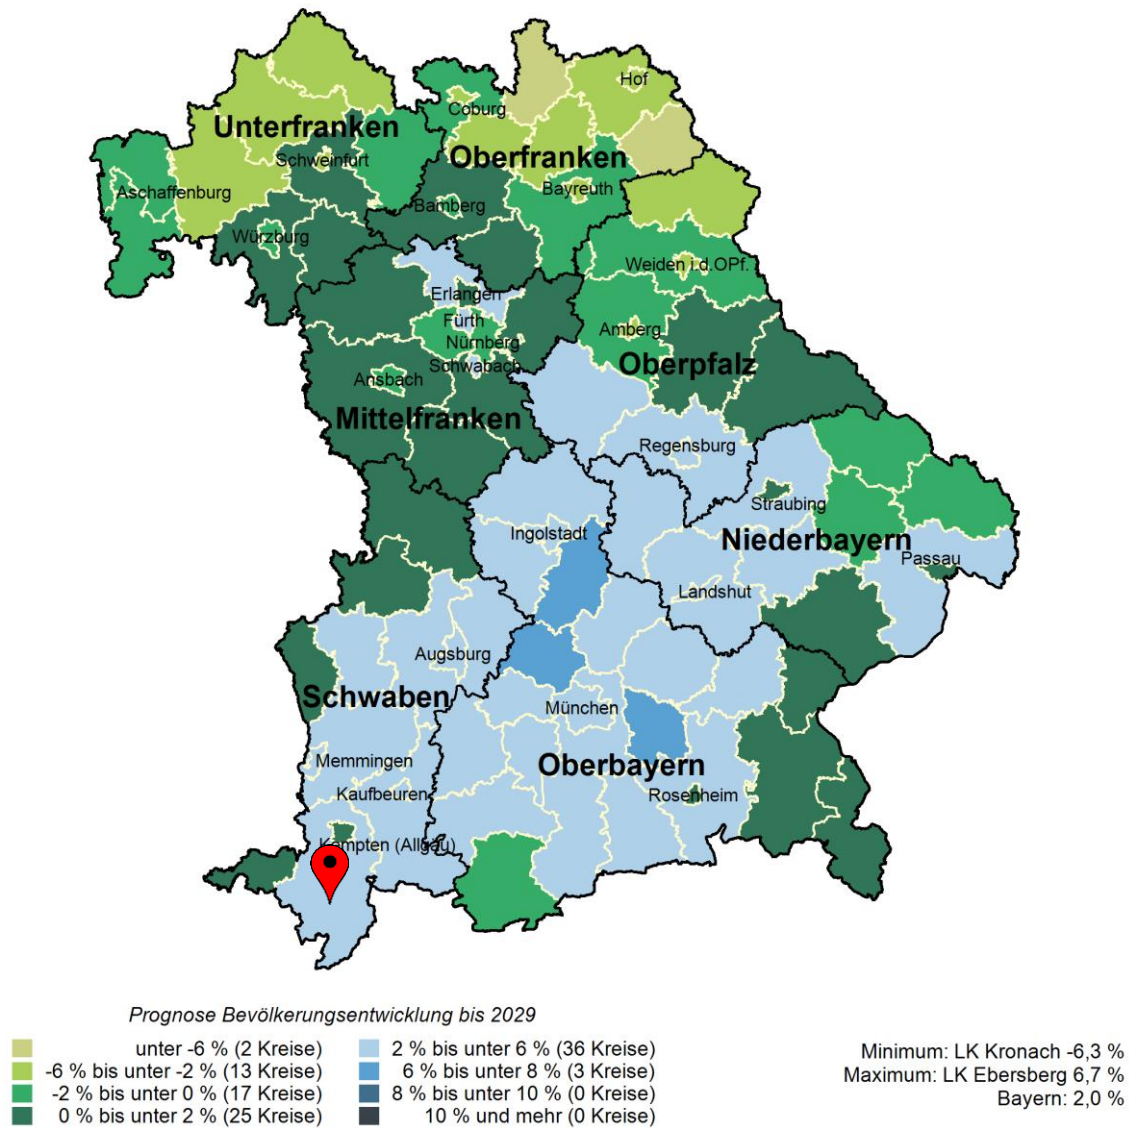 Hof
Coburg
Unterfranken
Schweinfurt
Oberfranken
Aschaffenburg
Bayreuth
Bamberg
Würzburg
Weiden i.d.OPf.
Erlangen
Fürth
Amberg
Nürnberg
Schwabach
Oberpfalz
Ansbach
Mittelfranken
Regensburg
Straubing
Ingolstadt
Niederbayern
Passau
Landshut
Augsburg
Schwaben
München
Memmingen
Oberbayern
Kaufbeuren
Rosenheim
Kempten (Allgäu)
Prognose Bevölkerungsentwicklung bis 2029
unter -6 % (2 Kreise)
-6 % bis unter -2 % (13 Kreise)
-2 % bis unter 0 % (17 Kreise)
0 % bis unter 2 % (25 Kreise)
2 % bis unter 6 % (36 Kreise)
6 % bis unter 8 % (3 Kreise)
8 % bis unter 10 % (0 Kreise)
10 % und mehr (0 Kreise)
Minimum: LK Kronach -6,3 %
Maximum: LK Ebersberg 6,7 %
Bayern: 2,0 %